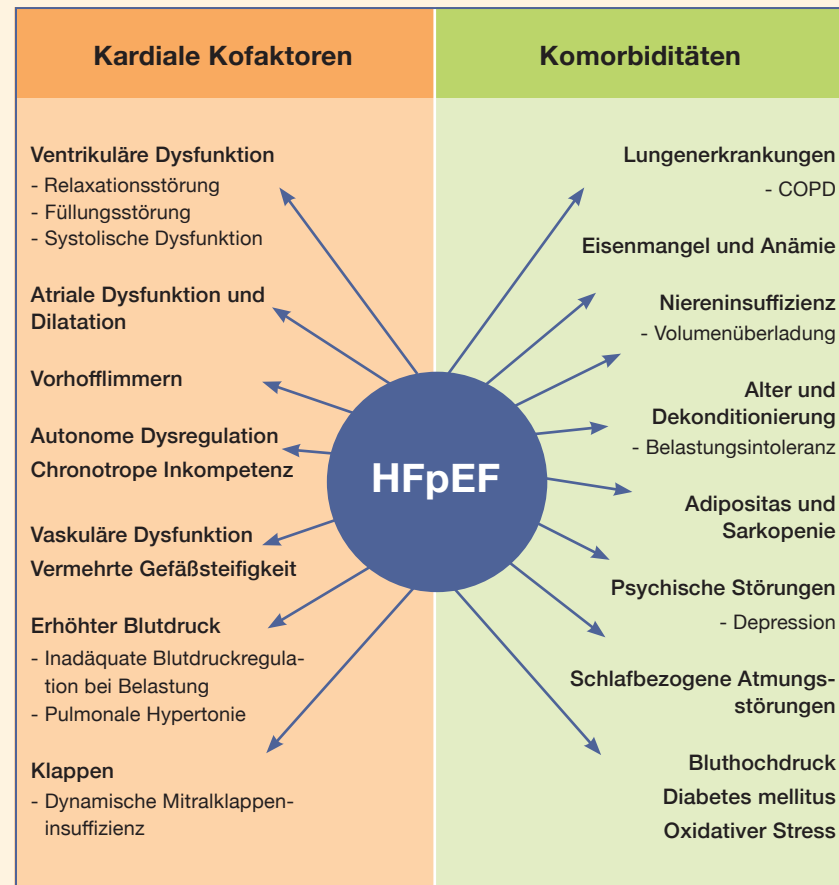 Kardiale Kofaktoren
Ventrikuläre Dysfunktion
- Relaxationsstörung
- Füllungsstörung
- Systolische Dysfunktion
Atriale Dysfunktion und
Dilatation
Vorhofflimmern
Autonome Dysregulation
Chronotrope Inkompetenz
Vaskuläre Dysfunktion
Vermehrte Gefäßsteifigkeit
Erhöhter Blutdruck
- Inadäquate Blutdruckregula-
tion bei Belastung
- Pulmonale Hypertonie
Klappen
- Dynamische Mitralklappen-
insuffizienz
HFpEF
Komorbiditäten
Lungenerkrankungen
- COPD
Eisenmangel und Anämie
Niereninsuffizienz
- Volumenüberladung
Alter und
Dekonditionierung
- Belastungsintoleranz
Adipositas und
Sarkopenie
Psychische Störungen
- Depression
Schlafbezogene Atmungs-
störungen
Bluthochdruck
Diabetes mellitus
Oxidativer Stress